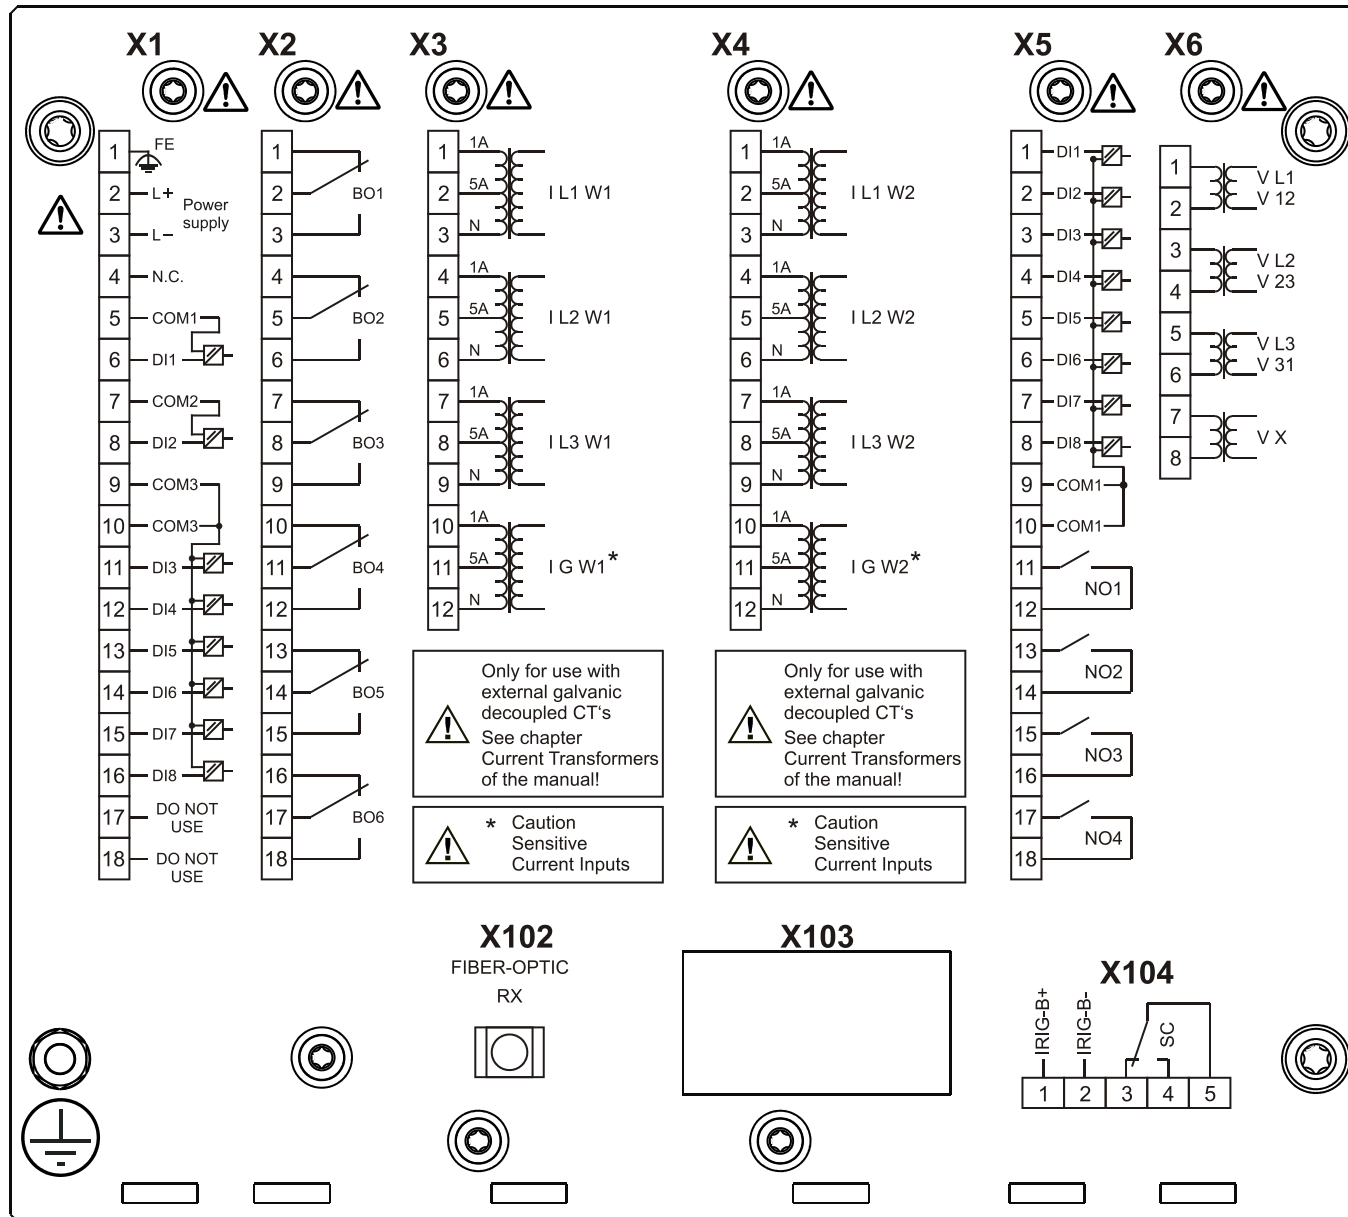 X1
1 FE
2 L+ Power
supply
3 L–
4 N.C.
5 COM1
6 DI1
7 COM2
8 DI2
9 COM3
10 COM3
11 DI3
12 DI4
13 DI5
14 DI6
15 DI7
16 DI8
17 DO NOT
USE
18 DO NOT
USE
X2
1
2 BO1
3
4
5 BO2
6
7
8 BO3
9
10
11 BO4
12
13
14 BO5
15
16
17 BO6
18
X3
1 1A
2 5A I L1 W1
3 N
4 1A
5 5A I L2 W1
6 N
7 1A
8 5A I L3 W1
9 N
10 1A
11 5A I G W1*
12 N
Only for use with
external galvanic
decoupled CT‘s
See chapter
Current Transformers
of the manual!
* Caution
Sensitive
Current Inputs
X4
1 1A
2 5A I L1 W2
3 N
4 1A
5 5A I L2 W2
6 N
7 1A
8 5A I L3 W2
9 N
10 1A
11 5A I G W2*
12 N
Only for use with
external galvanic
decoupled CT‘s
See chapter
Current Transformers
of the manual!
* Caution
Sensitive
Current Inputs
X5
1 DI1
2 DI2
3 DI3
4 DI4
5 DI5
6 DI6
7 DI7
8 DI8
9 COM1
10 COM1
11
NO1
12
13
NO2
14
15
NO3
16
17
NO4
18
X6
1 V L1
2 V 12
3 V L2
4 V 23
5 V L3
6 V 31
7
V X
8
X102
FIBER-OPTIC
RX
X103
X104
IRIG-B+
IRIG-B-
SC
1 2 3 4 5